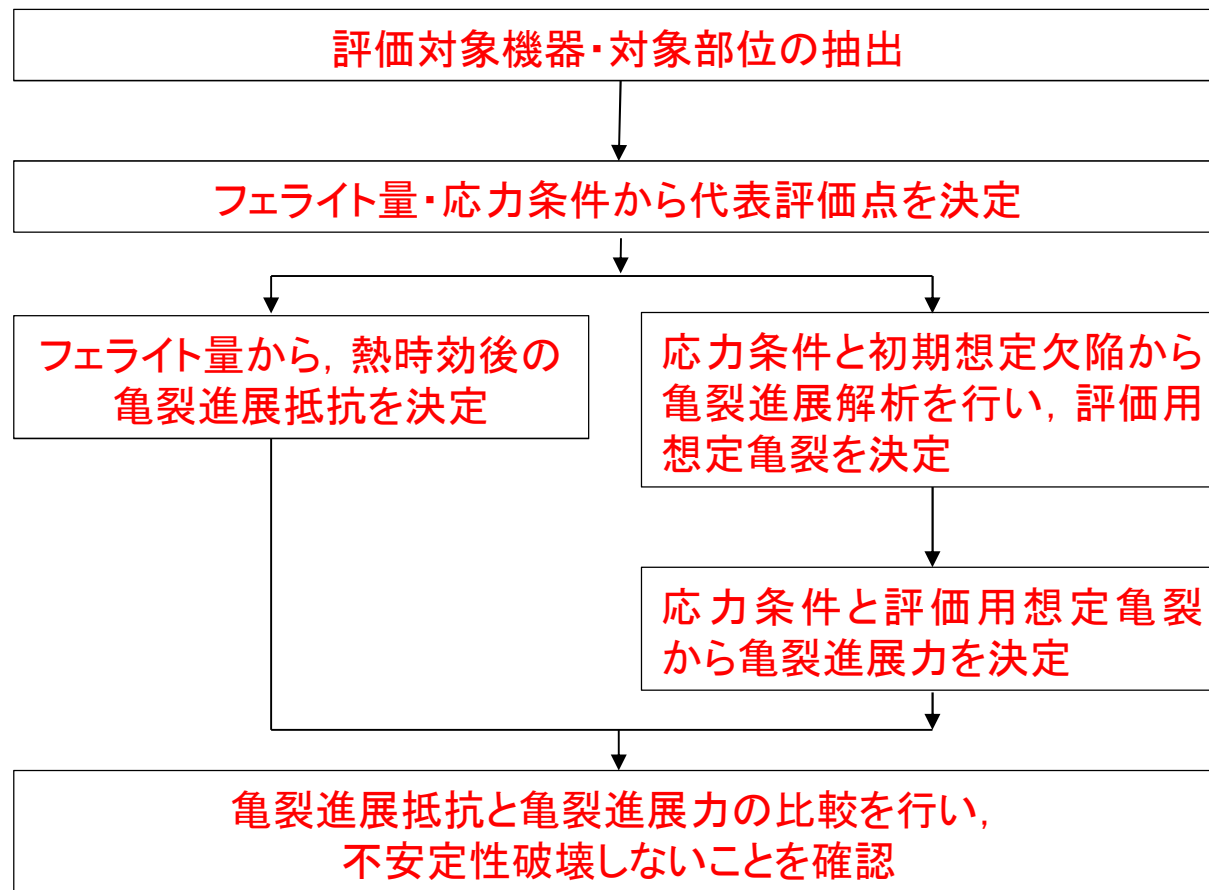 評価対象機器・対象部位の抽出
フェライト量・応力条件から代表評価点を決定
フェライト量から，熱時効後の
亀裂進展抵抗を決定
応力条件と初期想定欠陥から
亀裂進展解析を行い，評価用
想定亀裂を決定
応力条件と評価用想定亀裂
から亀裂進展力を決定
亀裂進展抵抗と亀裂進展力の比較を行い，
不安定性破壊しないことを確認